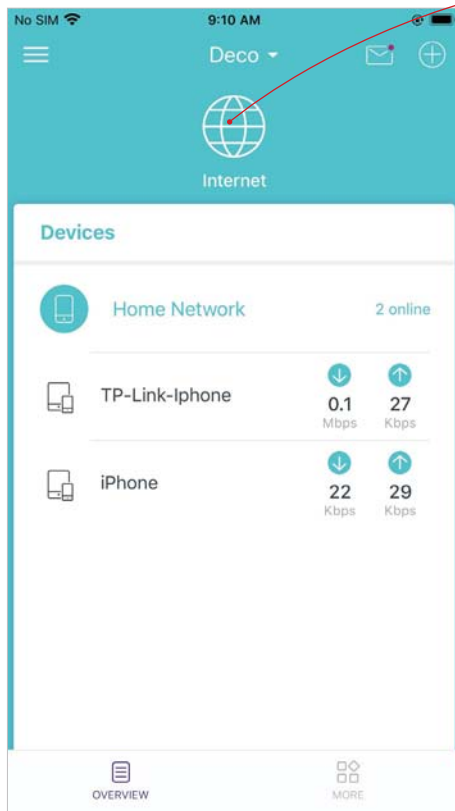 No SIM 9:10 AM
Deco
Internet
Devices
Home Network 2 online
TP-Link-Iphone 0.1 Mbps 27 Kbps
iPhone 22 Kbps 29 Kbps
OVERVIEW MORE